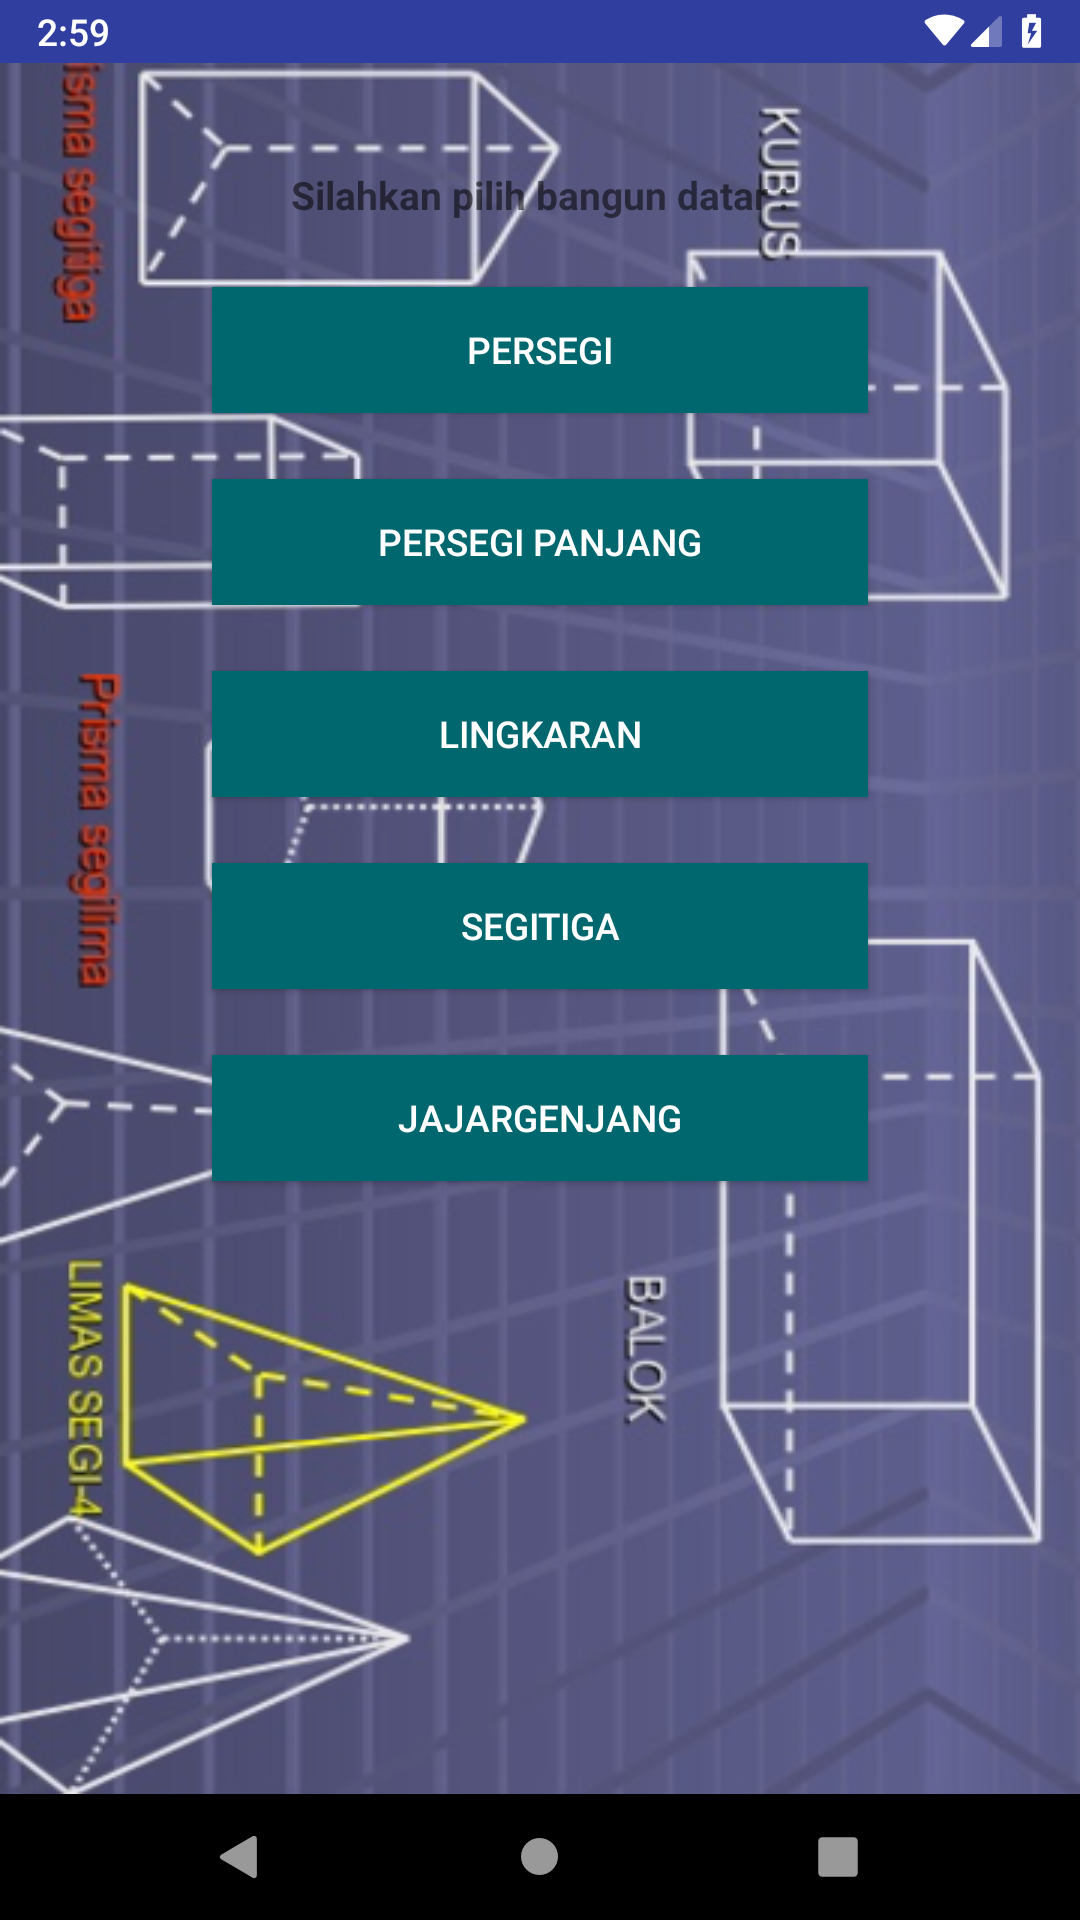 2:59
isma segitiga
KUBUS
Silahkan pilih bangun datar
PERSEGI
PERSEGI PANJANG
LINGKARAN
Prisma segilima
SEGITIGA
JAJARGENJANG
LIMAS SEGI-4
BALOK